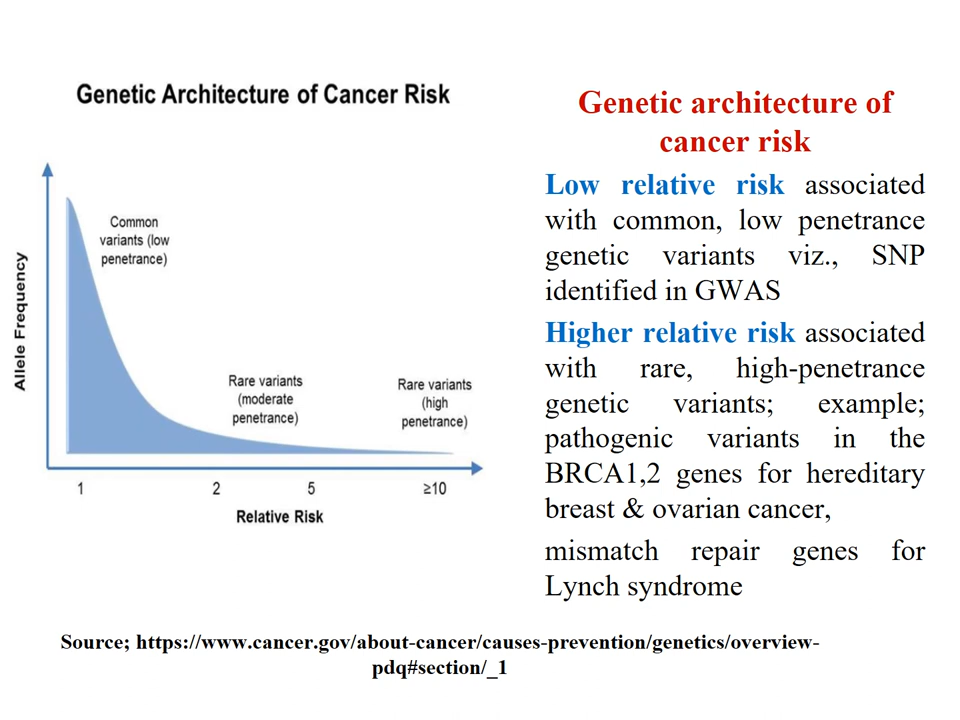 Genetic Architecture of Cancer Risk
Allele Frequency
Common
variants (low
penetrance)
Rare variants
(moderate
penetrance)
Rare variants
(high
penetrance)
1
2
5
≥10
Relative Risk
Genetic architecture of
cancer risk
Low relative risk associated
with common, low penetrance
genetic variants viz., SNP
identified in GWAS
Higher relative risk associated
with rare, high-penetrance
genetic variants; example;
pathogenic variants in the
BRCA1,2 genes for hereditary
breast & ovarian cancer,
mismatch repair genes for
Lynch syndrome
Source; https://www.cancer.gov/about-cancer/causes-prevention/genetics/overview-
pdq#section/_1